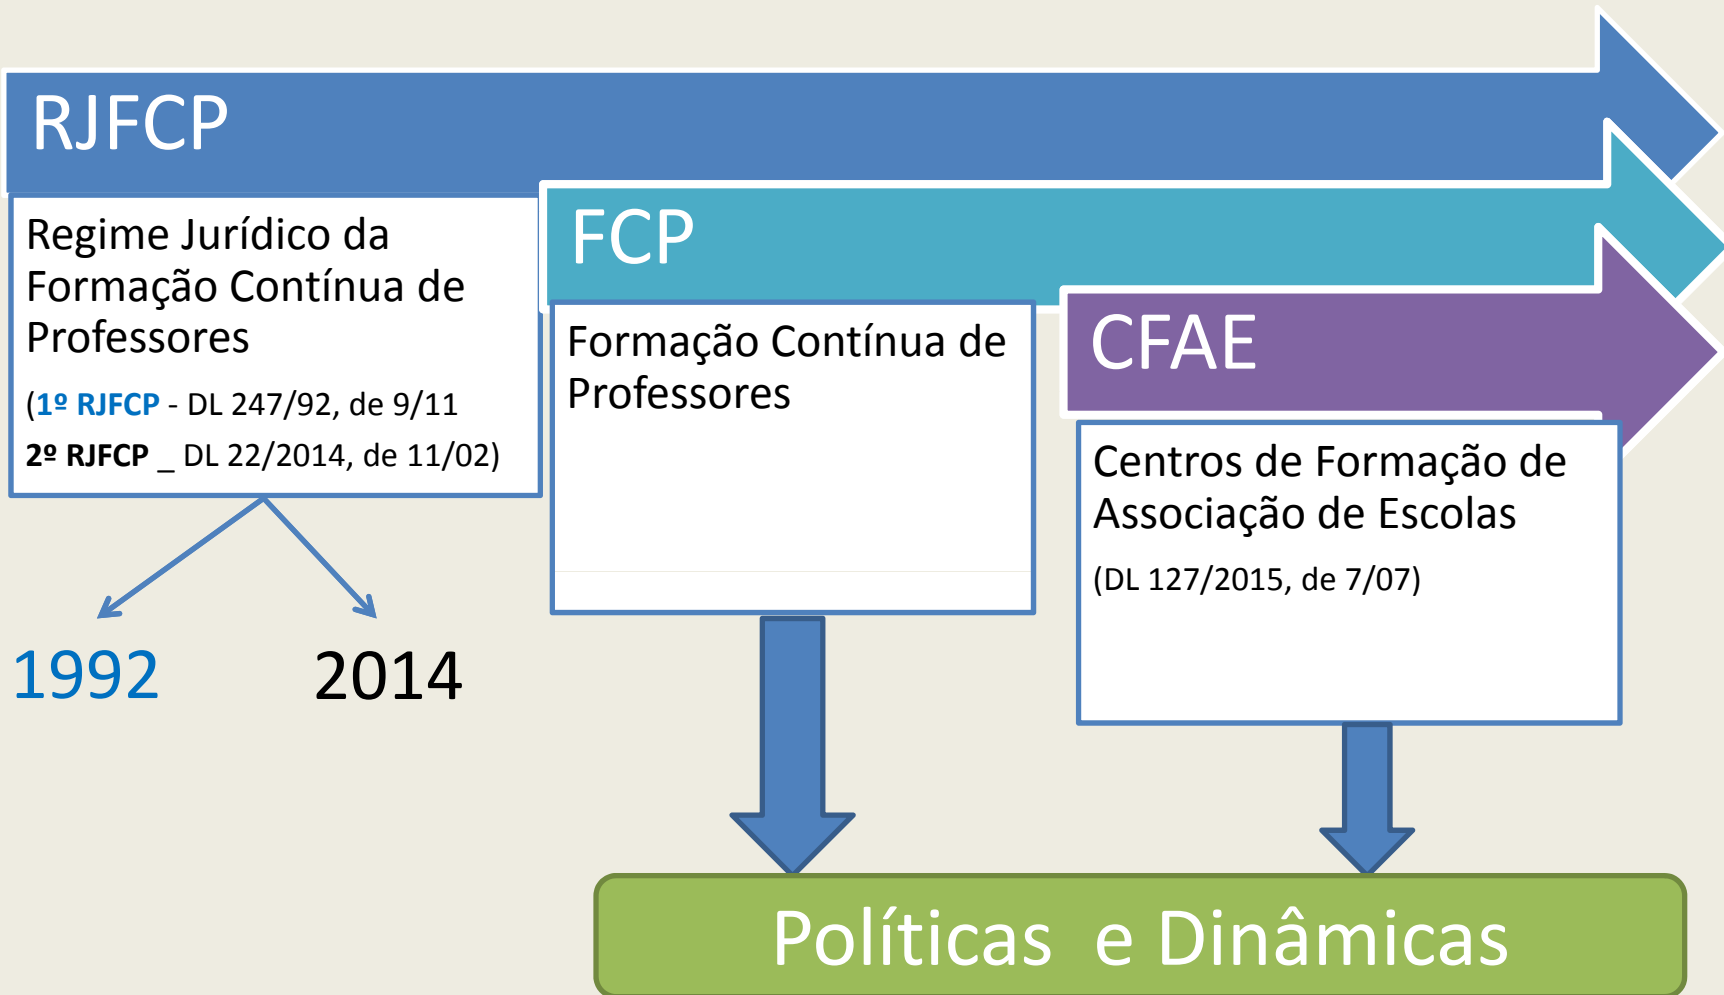 RJFCP
Regime Jurídico da
Formação Contínua de
Professores
(1º RJFCP - DL 247/92, de 9/11
2º RJFCP _ DL 22/2014, de 11/02)
1992
2014
FCP
Formação Contínua de
Professores
CFAE
Centros de Formação de
Associação de Escolas
(DL 127/2015, de 7/07)
Políticas e Dinâmicas